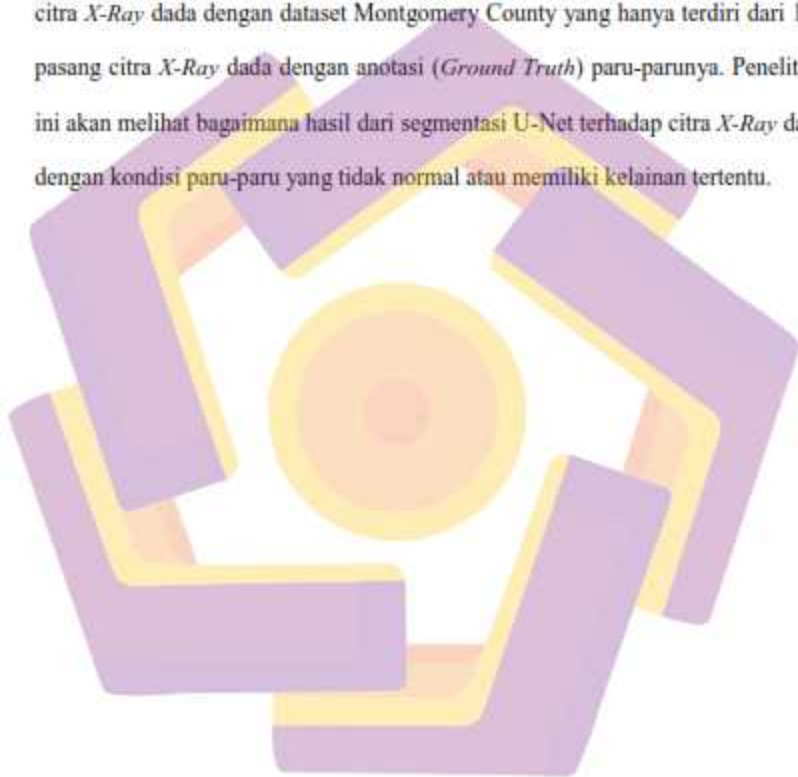 citra X-Ray dada dengan dataset Montgomery County yang hanya terdiri dari
pasang citra X-Ray dada dengan anotasi (Ground Truth) paru-parunya. Penelit
ini akan melihat bagaimana hasil dari segmentasi U-Net terhadap citra X-Ray da
dengan kondisi paru-paru yang tidak normal atau memiliki kelainan tertentu.